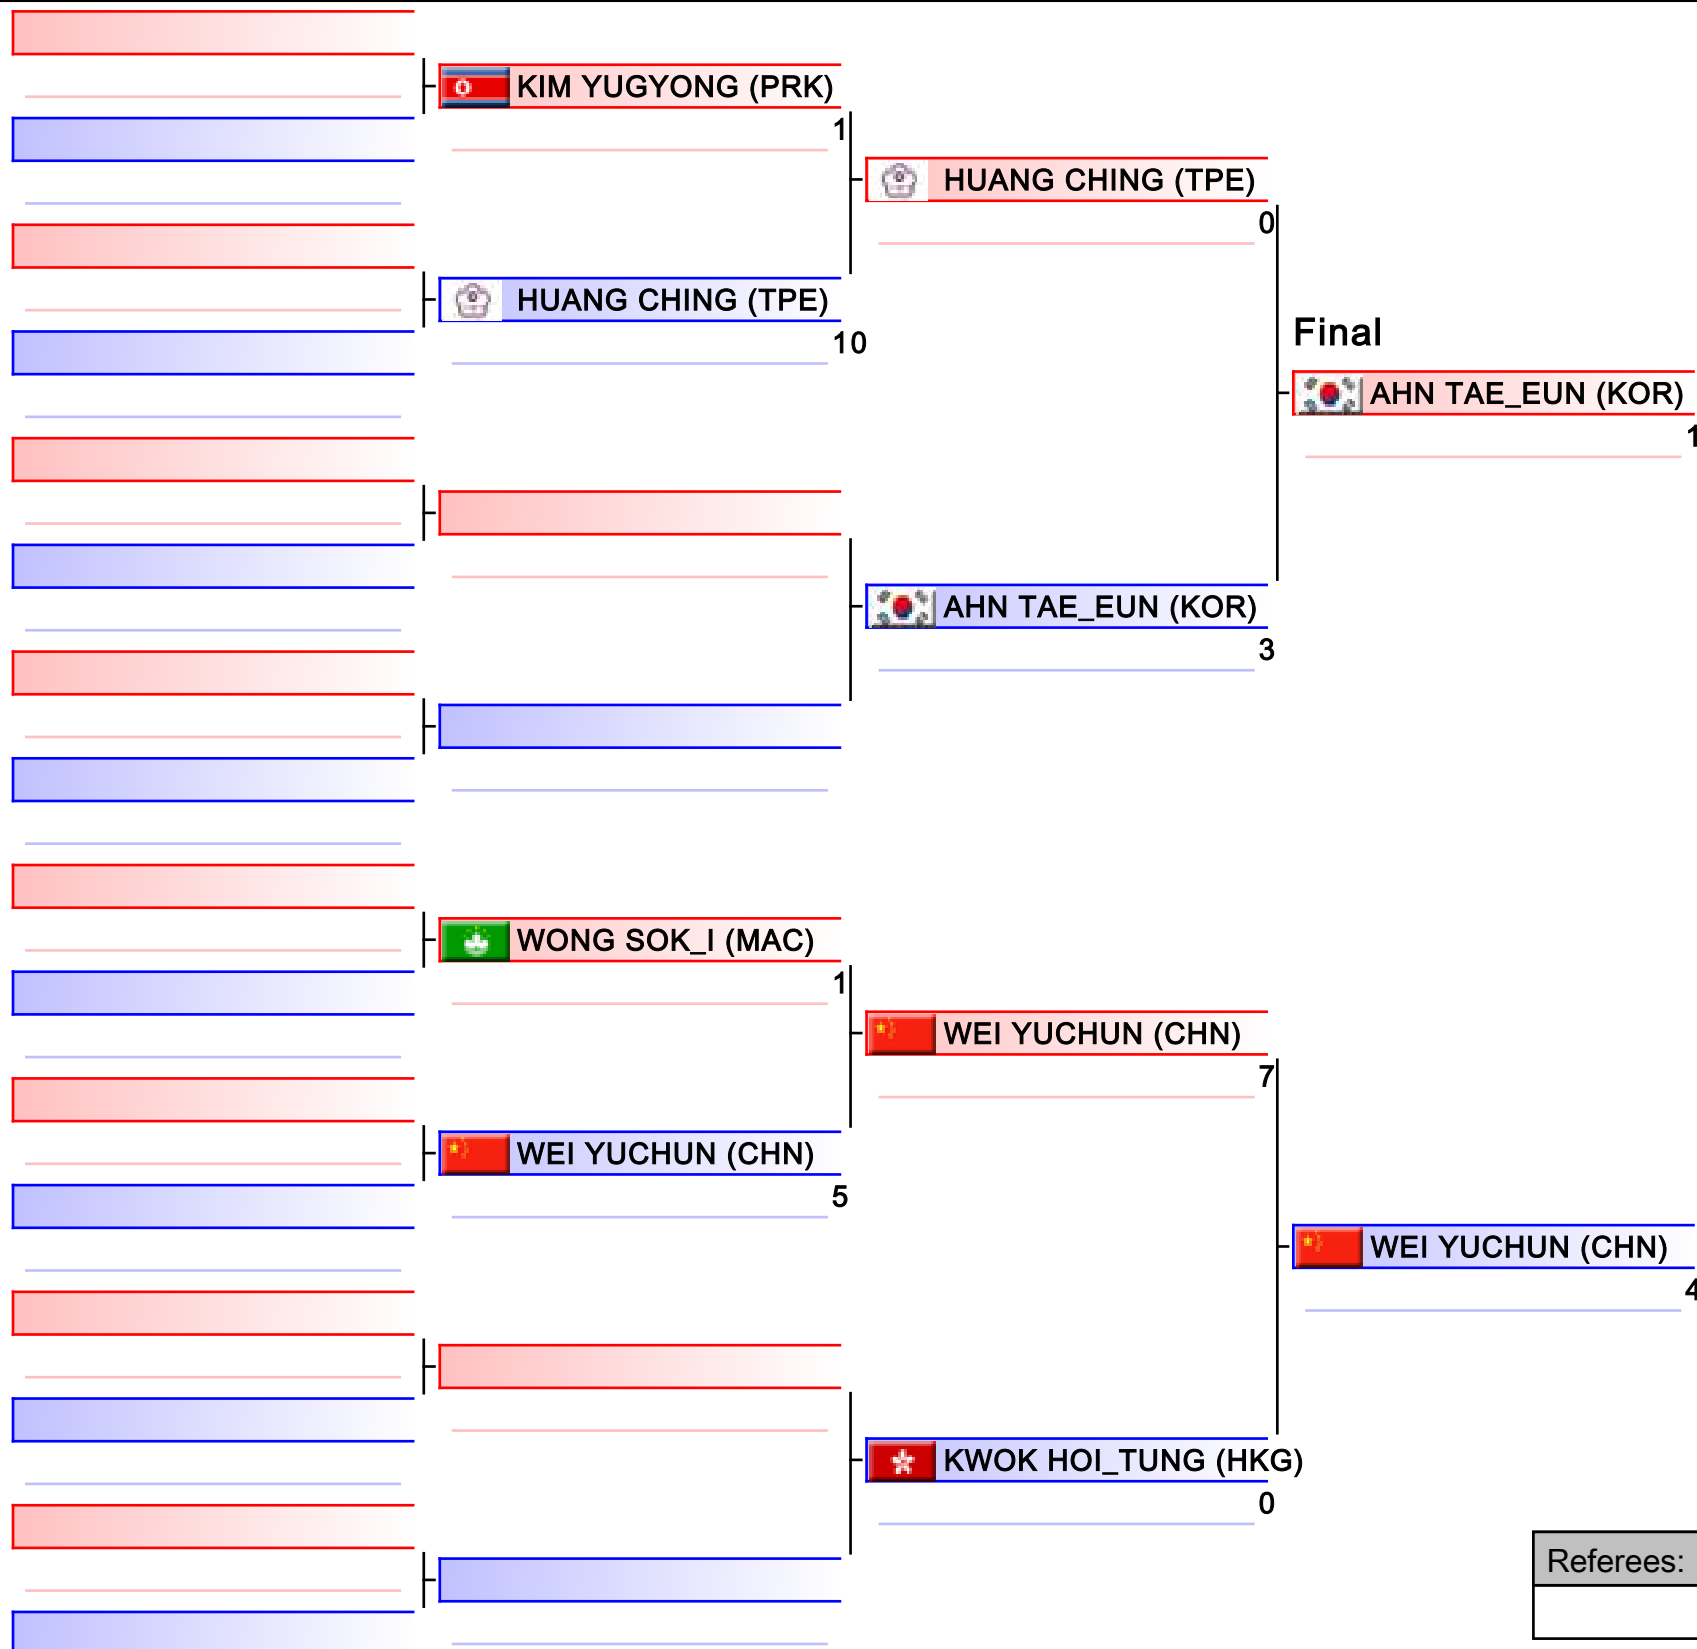 KIM YUGYONG (PRK)
1
HUANG CHING (TPE)
0
HUANG CHING (TPE)
10
Final
AHN TAE_EUN (KOR)
1
AHN TAE_EUN (KOR)
3
WONG SOK_I (MAC)
1
WEI YUCHUN (CHN)
7
WEI YUCHUN (CHN)
5
WEI YUCHUN (CHN)
4
KWOK HOI_TUNG (HKG)
0
Referees: